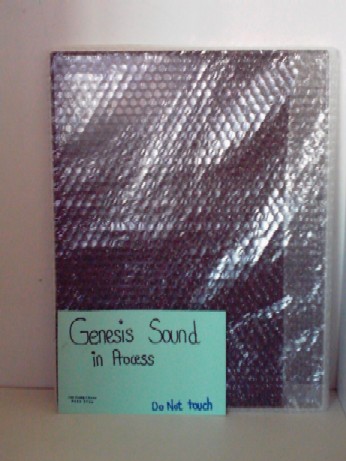 Genesis Sound
in Process
Do Not touch